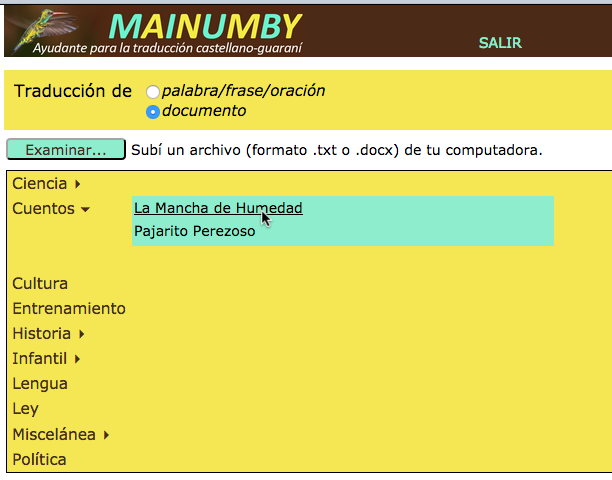 MAINUMBY
Ayudante para la traducción castellano-guaraní
SALIR
Traducción de
palabra/frase/oración
documento
Examinar... Subí un archivo (formato .txt o .docx) de tu computadora.
Ciencia
Cuentos
La Mancha de Humedad
Pajarito Perezoso
Cultura
Entrenamiento
Historia
Infantil
Lengua
Ley
Miscelánea
Política